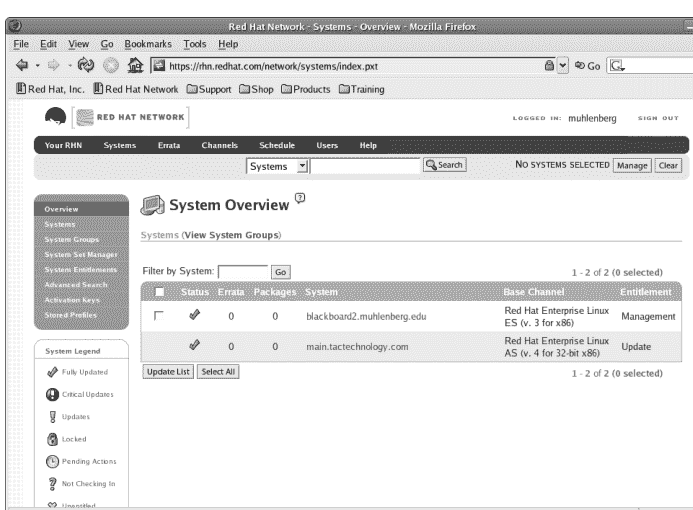 Red Hat Network - Systems - Overview - Mozilla Firefox
File Edit View Go Bookmarks Tools Help
https://rhn.redhat.com/network/systems/index.pxt Go G
Red Hat, Inc. Red Hat Network Support Shop Products Training
RED HAT NETWORK LOGGED IN: muhlenberg SIGN OUT
Your RHN Systems Errata Channels Schedule Users Help
Systems Search NO SYSTEMS SELECTED Manage Clear
Overview
Systems
System Groups
System Set Manager
System Entitlements
Advanced Search
Activation Keys
Stored Profiles
System Overview ?
Systems (View System Groups)
Filter by System: Go 1 - 2 of 2 (0 selected)
Status Errata Packages System Base Channel Entitlement
0 0 blackboard2.muhlenberg.edu Red Hat Enterprise Linux ES (v. 3 for x86) Management
0 0 main.tactechnology.com Red Hat Enterprise Linux AS (v. 4 for 32-bit x86) Update
Update List Select All 1 - 2 of 2 (0 selected)
System Legend
Fully Updated
Critical Updates
Updates
Locked
Pending Actions
Not Checking In
Unentitled